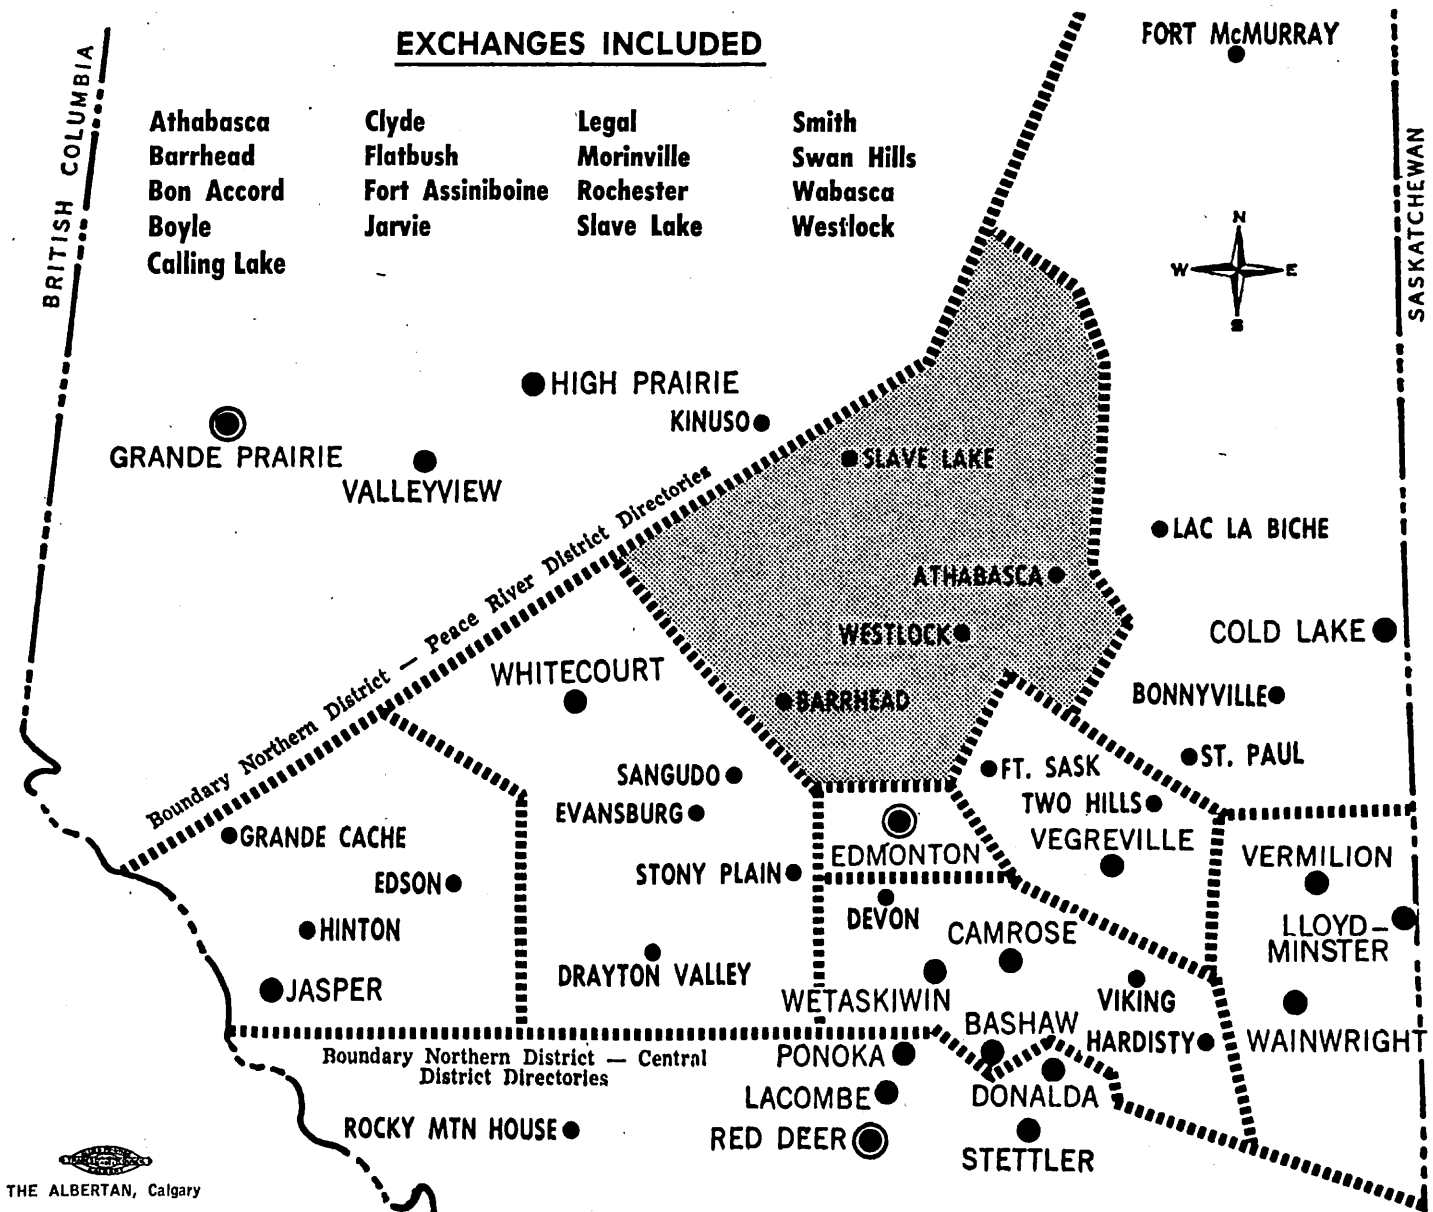 EXCHANGES INCLUDED
Athabasca
Barrhead
Bon Accord
Boyle
Calling Lake
Clyde
Flatbush
Fort Assiniboine
Jarvie
Legal
Morinville
Rochester
Slave Lake
Smith
Swan Hills
Wabasca
Westlock
FORT McMURRAY
BRITISH COLUMBIA
SASKATCHEWAN
N
W E
S
HIGH PRAIRIE
KINUSO
GRANDE PRAIRIE
VALLEYVIEW
SLAVE LAKE
Boundary Northern District — Peace River District Directories
LAC LA BICHE
ATHABASCA
WESTLOCK
COLD LAKE
WHITECOURT
BARRHEAD
BONNYVILLE
ST. PAUL
SANGUDO
FT. SASK
EVANSBURG
TWO HILLS
GRANDE CACHE
VEGREVILLE
EDMONTON
VERMILION
STONY PLAIN
EDSON
DEVON
LLOYD-
MINSTER
HINTON
CAMROSE
DRAYTON VALLEY
JASPER
WETASKIWIN
VIKING
BASHAW
HARDISTY
WAINWRIGHT
Boundary Northern District — Central
District Directories
PONOKA
LACOMBE
DONALDA
ROCKY MTN HOUSE
RED DEER
STETTLER
THE ALBERTAN, Calgary